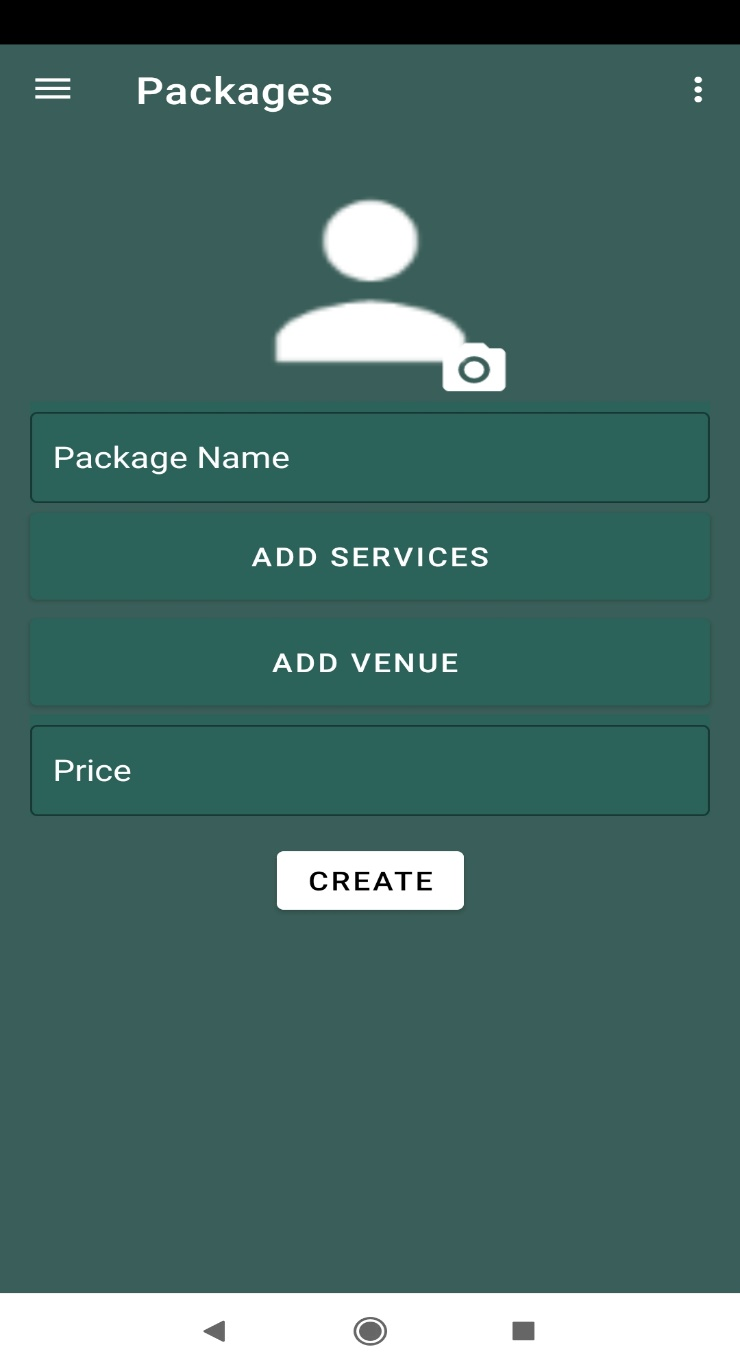 Packages
Package Name
ADD SERVICES
ADD VENUE
Price
CREATE